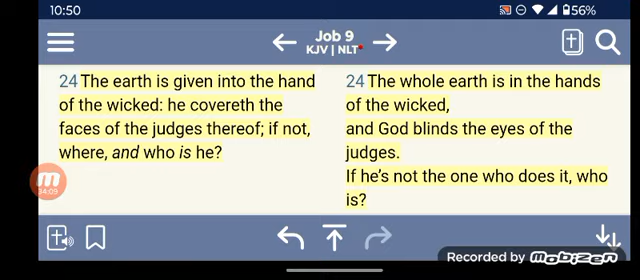 10:50
56%
Job 9
KJV | NLT
24 The earth is given into the hand
of the wicked: he covereth the
faces of the judges thereof; if not,
where, and who is he?
24 The whole earth is in the hands
of the wicked,
and God blinds the eyes of the
judges.
If he's not the one who does it, who
is?
34:09
Recorded by Mobizen